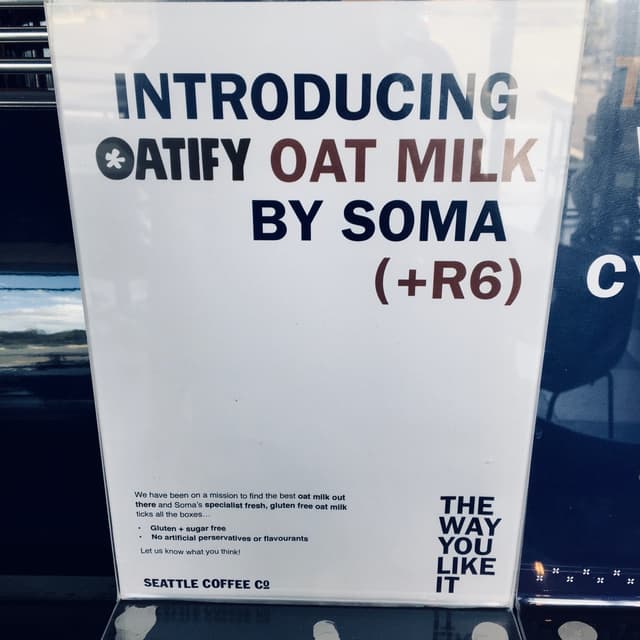 INTRODUCING
OATIFY OAT MILK
BY SOMA
(+R6)
We have been on a mission to find the best oat milk out
there and Soma's specialist fresh, gluten free oat milk
ticks all the boxes...
• Gluten + sugar free
• No artificial perservatives or flavourants
Let us know what you think!
SEATTLE COFFEE Co
THE
WAY
YOU
LIKE
IT